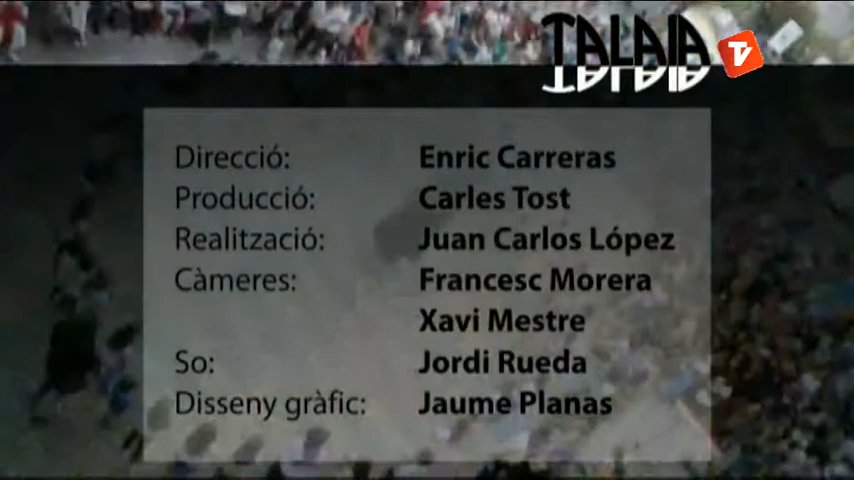 TALAIA
Direcció: Enric Carreras
Producció: Carles Tost
Realització: Juan Carlos López
Càmeres: Francesc Morera
Xavi Mestre
So: Jordi Rueda
Disseny gràfic: Jaume Planas